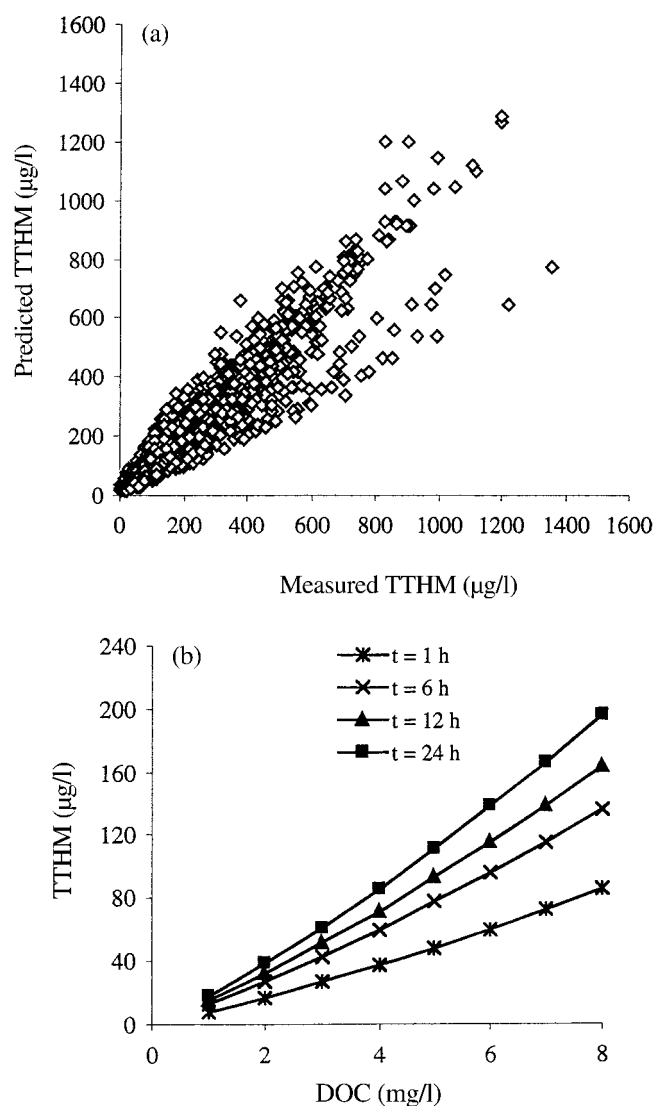 (a)
1600
1400
1200
1000
800
600
400
200
0
Predicted TTHM (µg/l)
0 200 400 600 800 1000 1200 1400 1600
Measured TTHM (µg/l)
(b)
t = 1 h
t = 6 h
t = 12 h
t = 24 h
240
200
160
120
80
40
0
TTHM (µg/l)
0 2 4 6 8
DOC (mg/l)